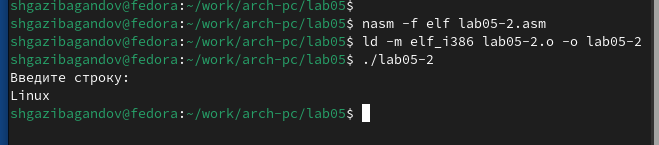 shgazibagandov@fedora:~/work/arch-pc/lab05$
shgazibagandov@fedora:~/work/arch-pc/lab05$ nasm -f elf lab05-2.asm
shgazibagandov@fedora:~/work/arch-pc/lab05$ ld -m elf_i386 lab05-2.o -o lab05-2
shgazibagandov@fedora:~/work/arch-pc/lab05$ ./lab05-2
Введите строку:
Linux
shgazibagandov@fedora:~/work/arch-pc/lab05$